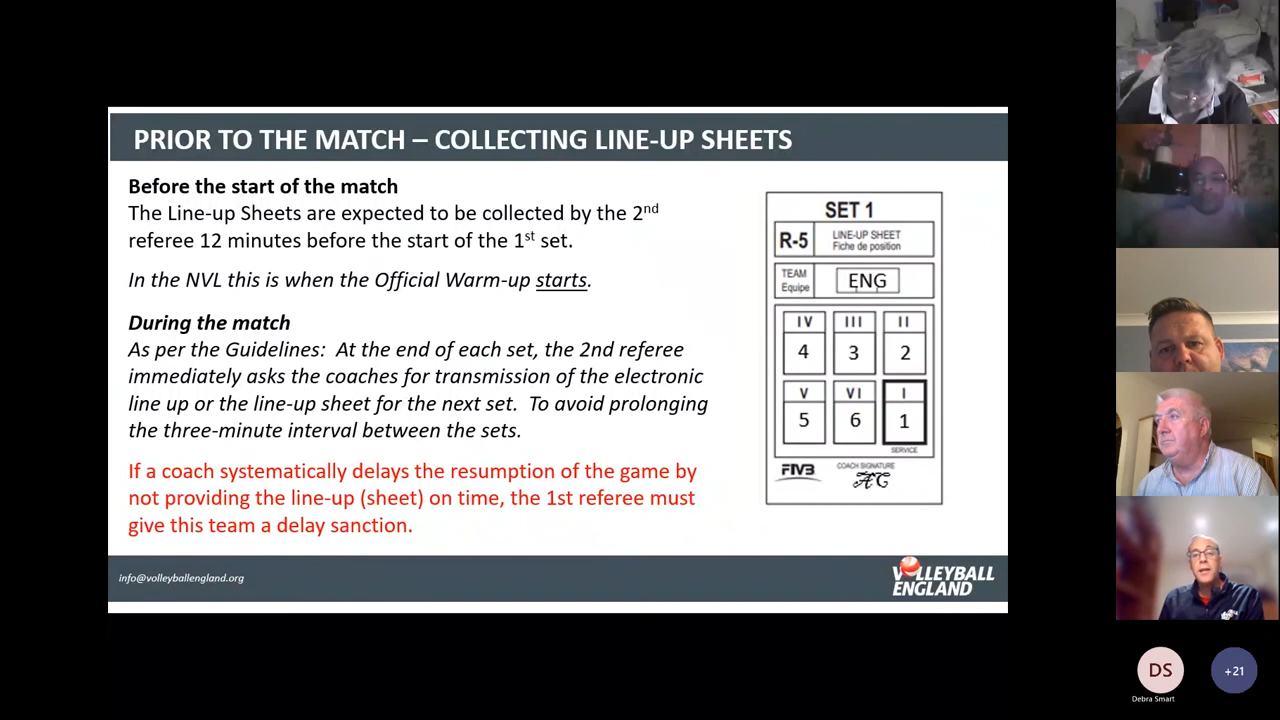 PRIOR TO THE MATCH – COLLECTING LINE-UP SHEETS
Before the start of the match
The Line-up Sheets are expected to be collected by the 2nd
referee 12 minutes before the start of the 1st set.
In the NVL this is when the Official Warm-up starts.
During the match
As per the Guidelines: At the end of each set, the 2nd referee
immediately asks the coaches for transmission of the electronic
line up or the line-up sheet for the next set. To avoid prolonging
the three-minute interval between the sets.
If a coach systematically delays the resumption of the game by
not providing the line-up (sheet) on time, the 1st referee must
give this team a delay sanction.
SET 1
R-5
LINE-UP SHEET
Fiche de position
TEAM
Equipe
ENG
IV III II
4 3 2
V VI I
5 6 1
SERVICE
FIVB
COACH SIGNATURE
AC
info@volleyballengland.org
VOLLEYBALL
ENGLAND
DS
Debra Smart
+21